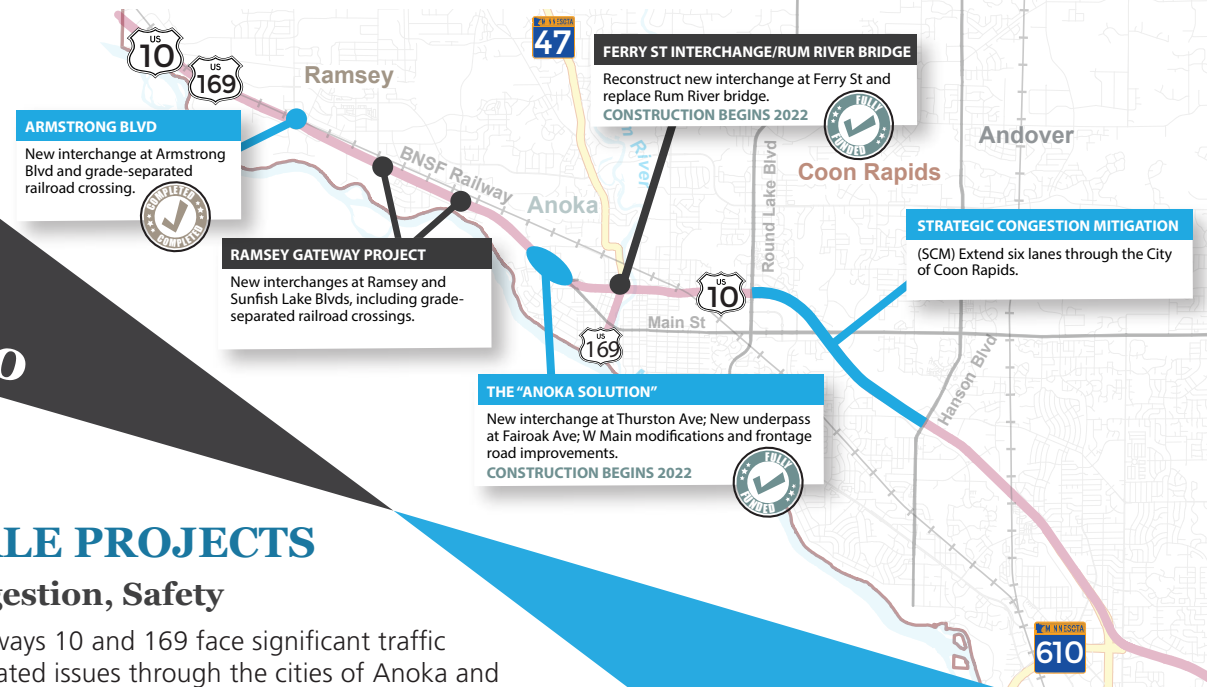 US
10
US
169
Ramsey
MINNESOTA
47
FERRY ST INTERCHANGE/RUM RIVER BRIDGE
Reconstruct new interchange at Ferry St and
replace Rum River bridge.
CONSTRUCTION BEGINS 2022
FULLY
FUNDED
Andover
Coon Rapids
Round Lake Blvd
River
ARMSTRONG BLVD
New interchange at Armstrong
Blvd and grade-separated
railroad crossing.
COMPLETED
COMPLETED
BNSF Railway
Anoka
RAMSEY GATEWAY PROJECT
New interchanges at Ramsey and
Sunfish Lake Blvds, including grade-
separated railroad crossings.
STRATEGIC CONGESTION MITIGATION
(SCM) Extend six lanes through the City
of Coon Rapids.
US
10
Main St
US
169
Hanson Blvd
THE “ANOKA SOLUTION”
New interchange at Thurston Ave; New underpass
at Fairoak Ave; W Main modifications and frontage
road improvements.
CONSTRUCTION BEGINS 2022
FULLY
FUNDED
o
LE PROJECTS
gestion, Safety
ways 10 and 169 face significant traffic
ated issues through the cities of Anoka and
MINNESOTA
610